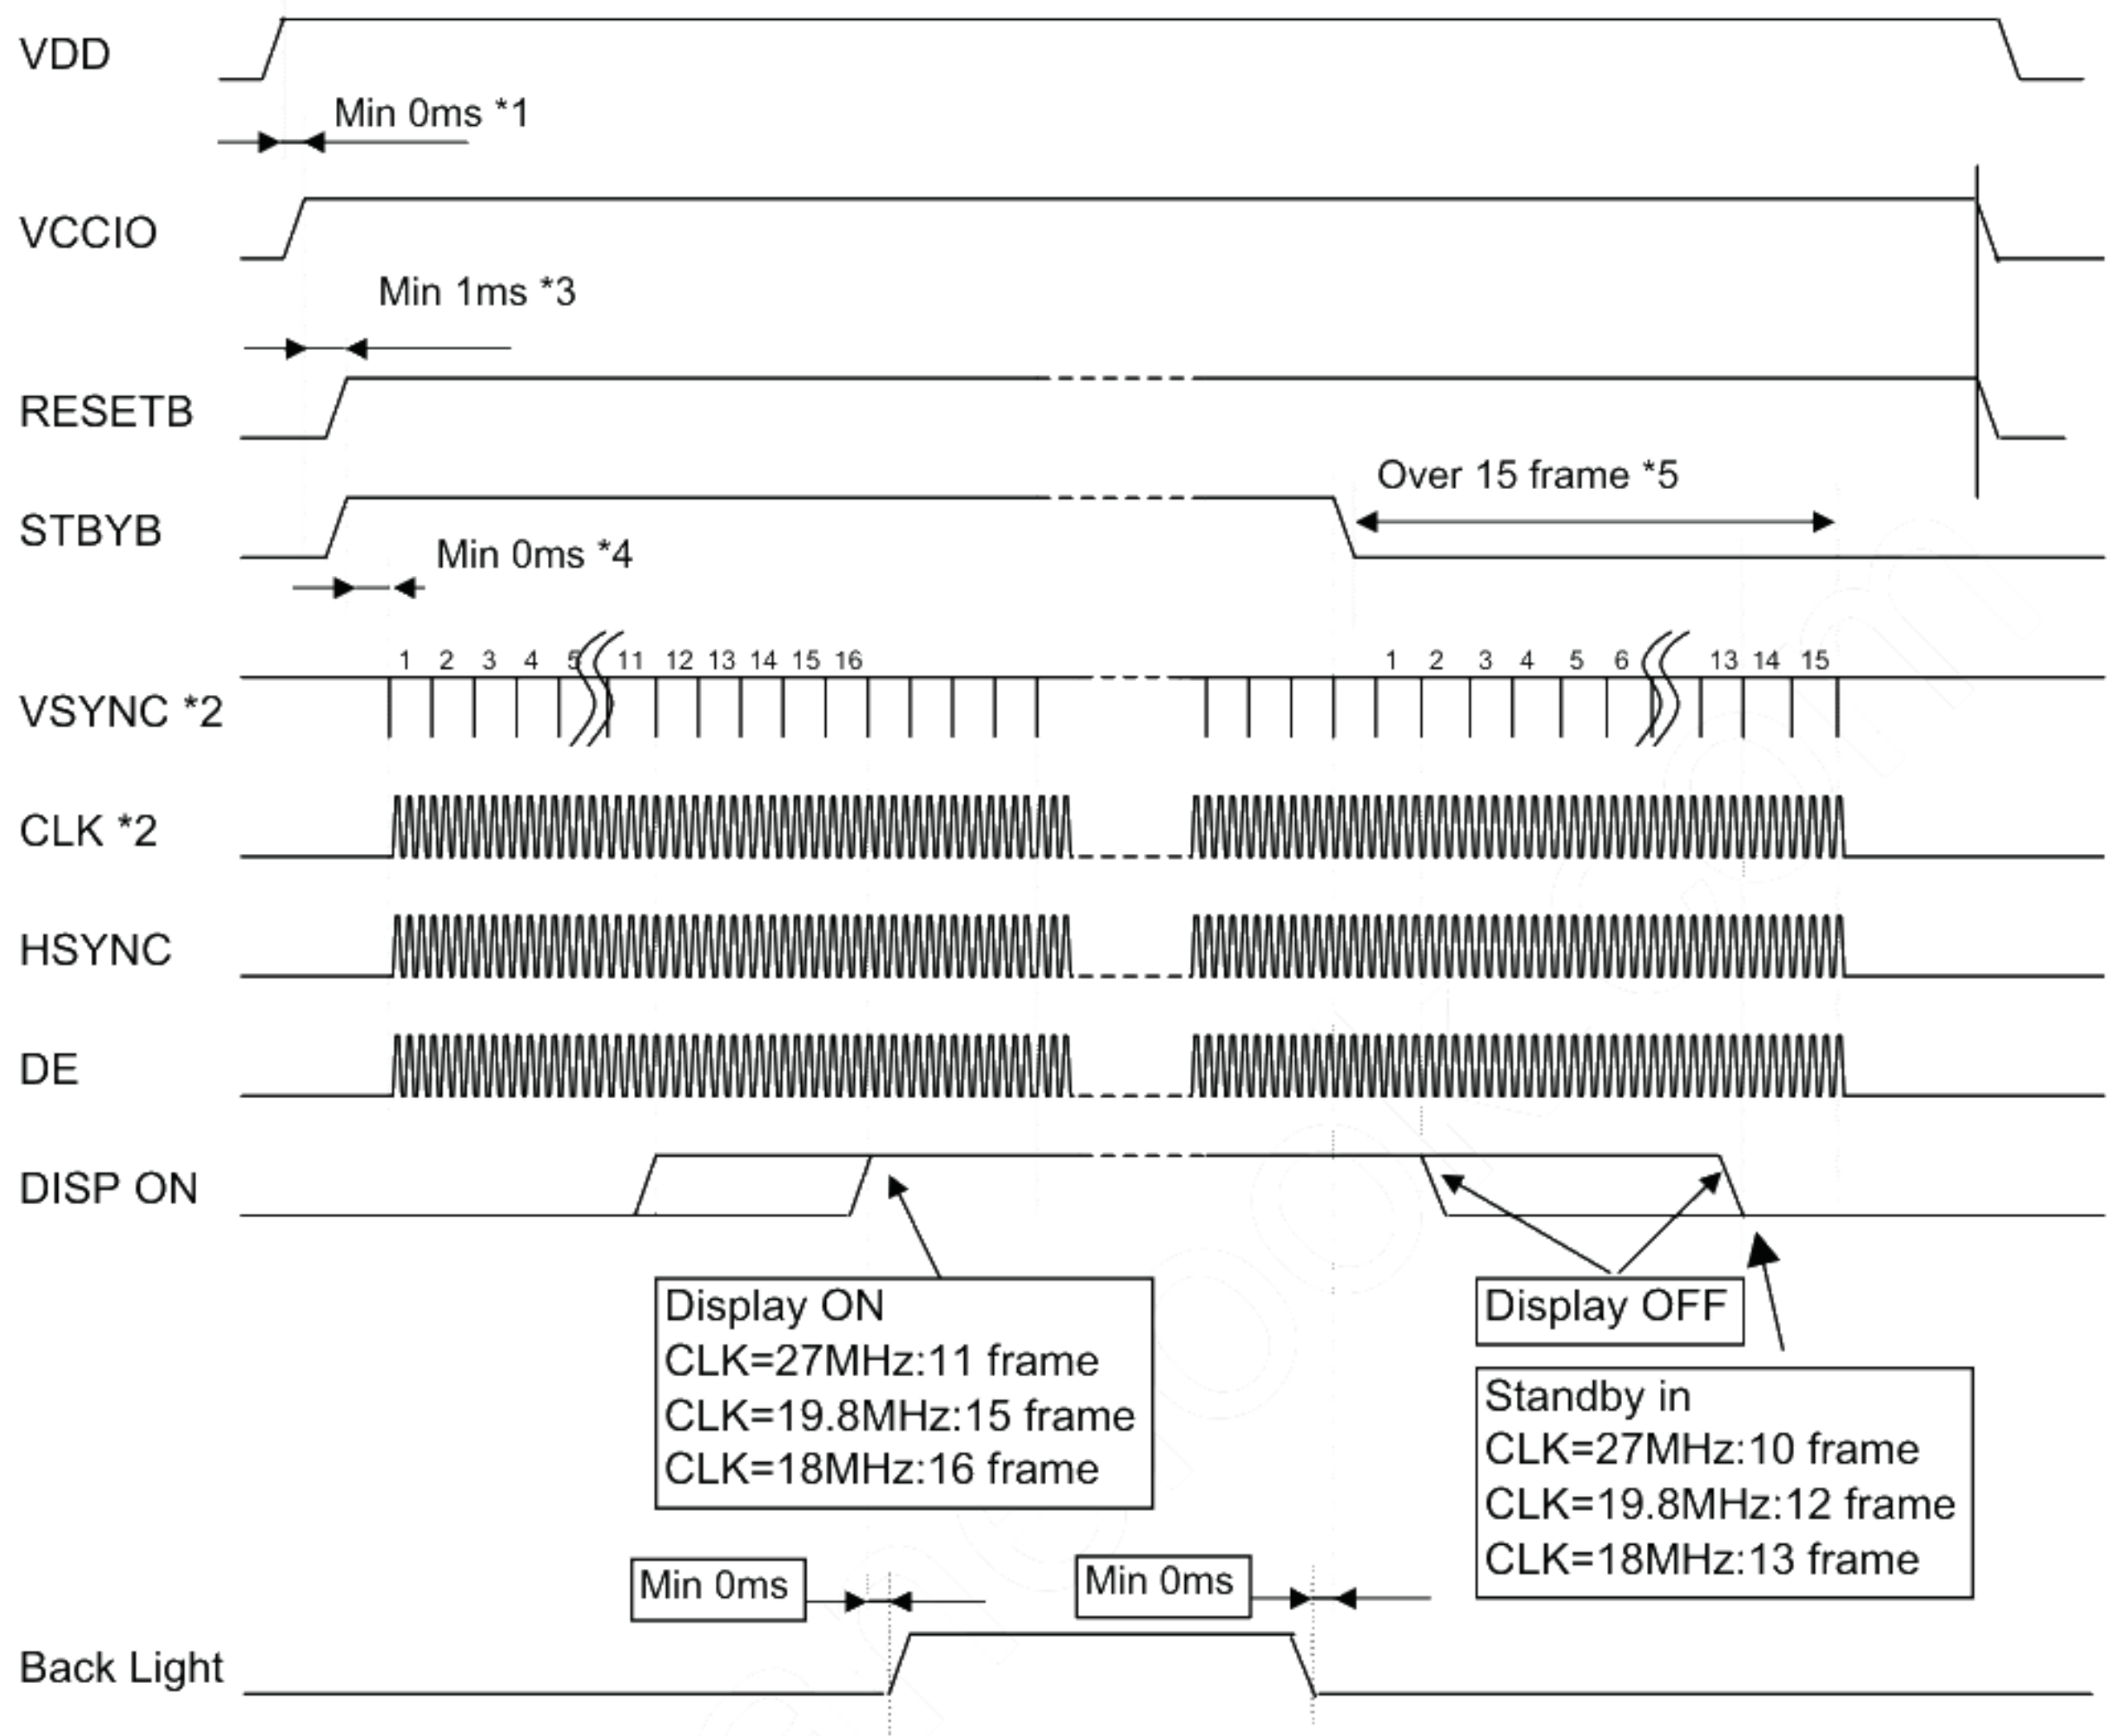 VDD
Min 0ms *1
VCCIO
Min 1ms *3
RESETB
Over 15 frame *5
STBYB
Min 0ms *4
1 2 3 4 5 11 12 13 14 15 16 1 2 3 4 5 6 13 14 15
VSYNC *2
CLK *2
HSYNC
DE
DISP ON
Display ON
CLK=27MHz:11 frame
CLK=19.8MHz:15 frame
CLK=18MHz:16 frame
Display OFF
Standby in
CLK=27MHz:10 frame
CLK=19.8MHz:12 frame
CLK=18MHz:13 frame
Min 0ms
Min 0ms
Back Light